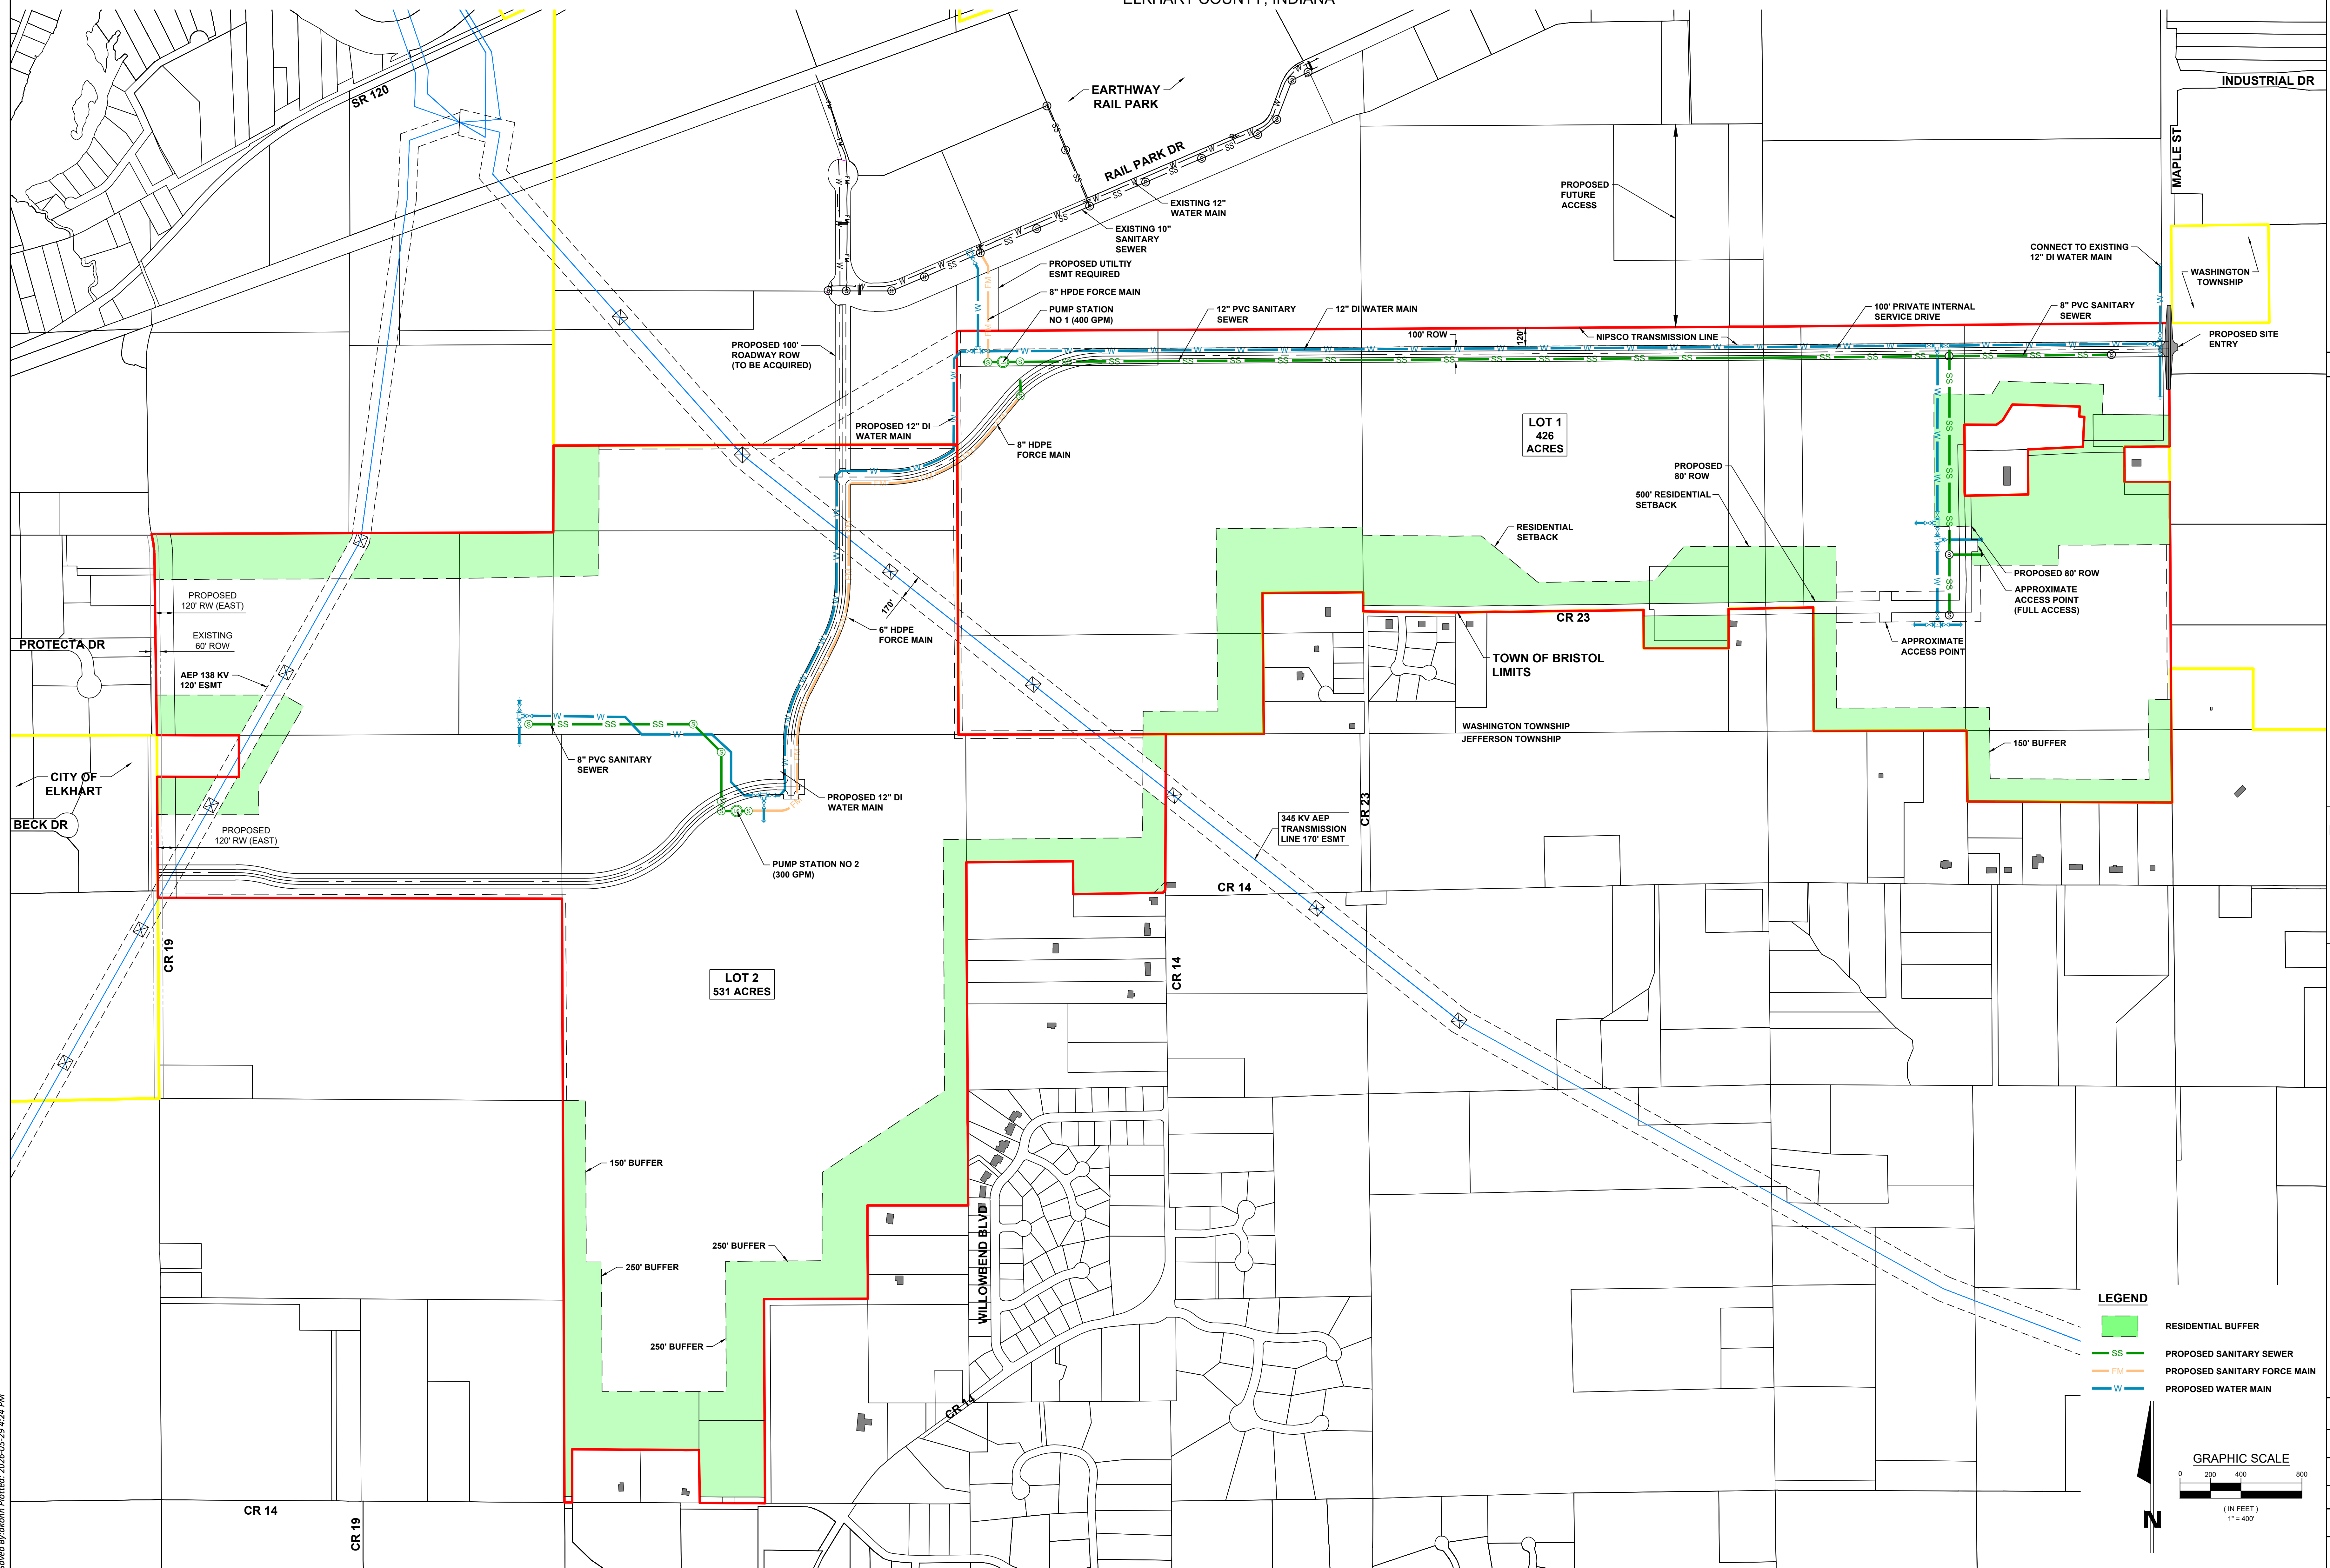 ELKHART COUNTY, INDIANA
SR 120
EARTHWAY
RAIL PARK
INDUSTRIAL DR
MAPLE ST
RAIL PARK DR
PROPOSED
FUTURE
ACCESS
EXISTING 12"
WATER MAIN
EXISTING 10"
SANITARY
SEWER
PROPOSED UTILTIY
ESMT REQUIRED
8" HPDE FORCE MAIN
PUMP STATION
NO 1 (400 GPM)
12" PVC SANITARY
SEWER
12" DI WATER MAIN
100' ROW
120'
NIPSCO TRANSMISSION LINE
100' PRIVATE INTERNAL
SERVICE DRIVE
8" PVC SANITARY
SEWER
CONNECT TO EXISTING
12" DI WATER MAIN
WASHINGTON
TOWNSHIP
PROPOSED SITE
ENTRY
PROPOSED 100'
ROADWAY ROW
(TO BE ACQUIRED)
PROPOSED 12" DI
WATER MAIN
8" HDPE
FORCE MAIN
LOT 1
426
ACRES
PROPOSED
80' ROW
500' RESIDENTIAL
SETBACK
RESIDENTIAL
SETBACK
PROPOSED 80' ROW
APPROXIMATE
ACCESS POINT
(FULL ACCESS)
PROPOSED
120' RW (EAST)
EXISTING
60' ROW
PROTECTA DR
AEP 138 KV
120' ESMT
170'
6" HDPE
FORCE MAIN
CR 23
TOWN OF BRISTOL
LIMITS
APPROXIMATE
ACCESS POINT
WASHINGTON TOWNSHIP
JEFFERSON TOWNSHIP
150' BUFFER
8" PVC SANITARY
SEWER
CITY OF
ELKHART
PROPOSED 12" DI
WATER MAIN
BECK DR
PROPOSED
120' RW (EAST)
345 KV AEP
TRANSMISSION
LINE 170' ESMT
CR 23
PUMP STATION NO 2
(300 GPM)
CR 14
CR 19
LOT 2
531 ACRES
CR 14
150' BUFFER
250' BUFFER
250' BUFFER
250' BUFFER
WILLOWBEND BLVD
CR 14
CR 14
CR 19
LEGEND
RESIDENTIAL BUFFER
SS PROPOSED SANITARY SEWER
FM PROPOSED SANITARY FORCE MAIN
W PROPOSED WATER MAIN
GRAPHIC SCALE
0 200 400 800
( IN FEET )
1" = 400'
N